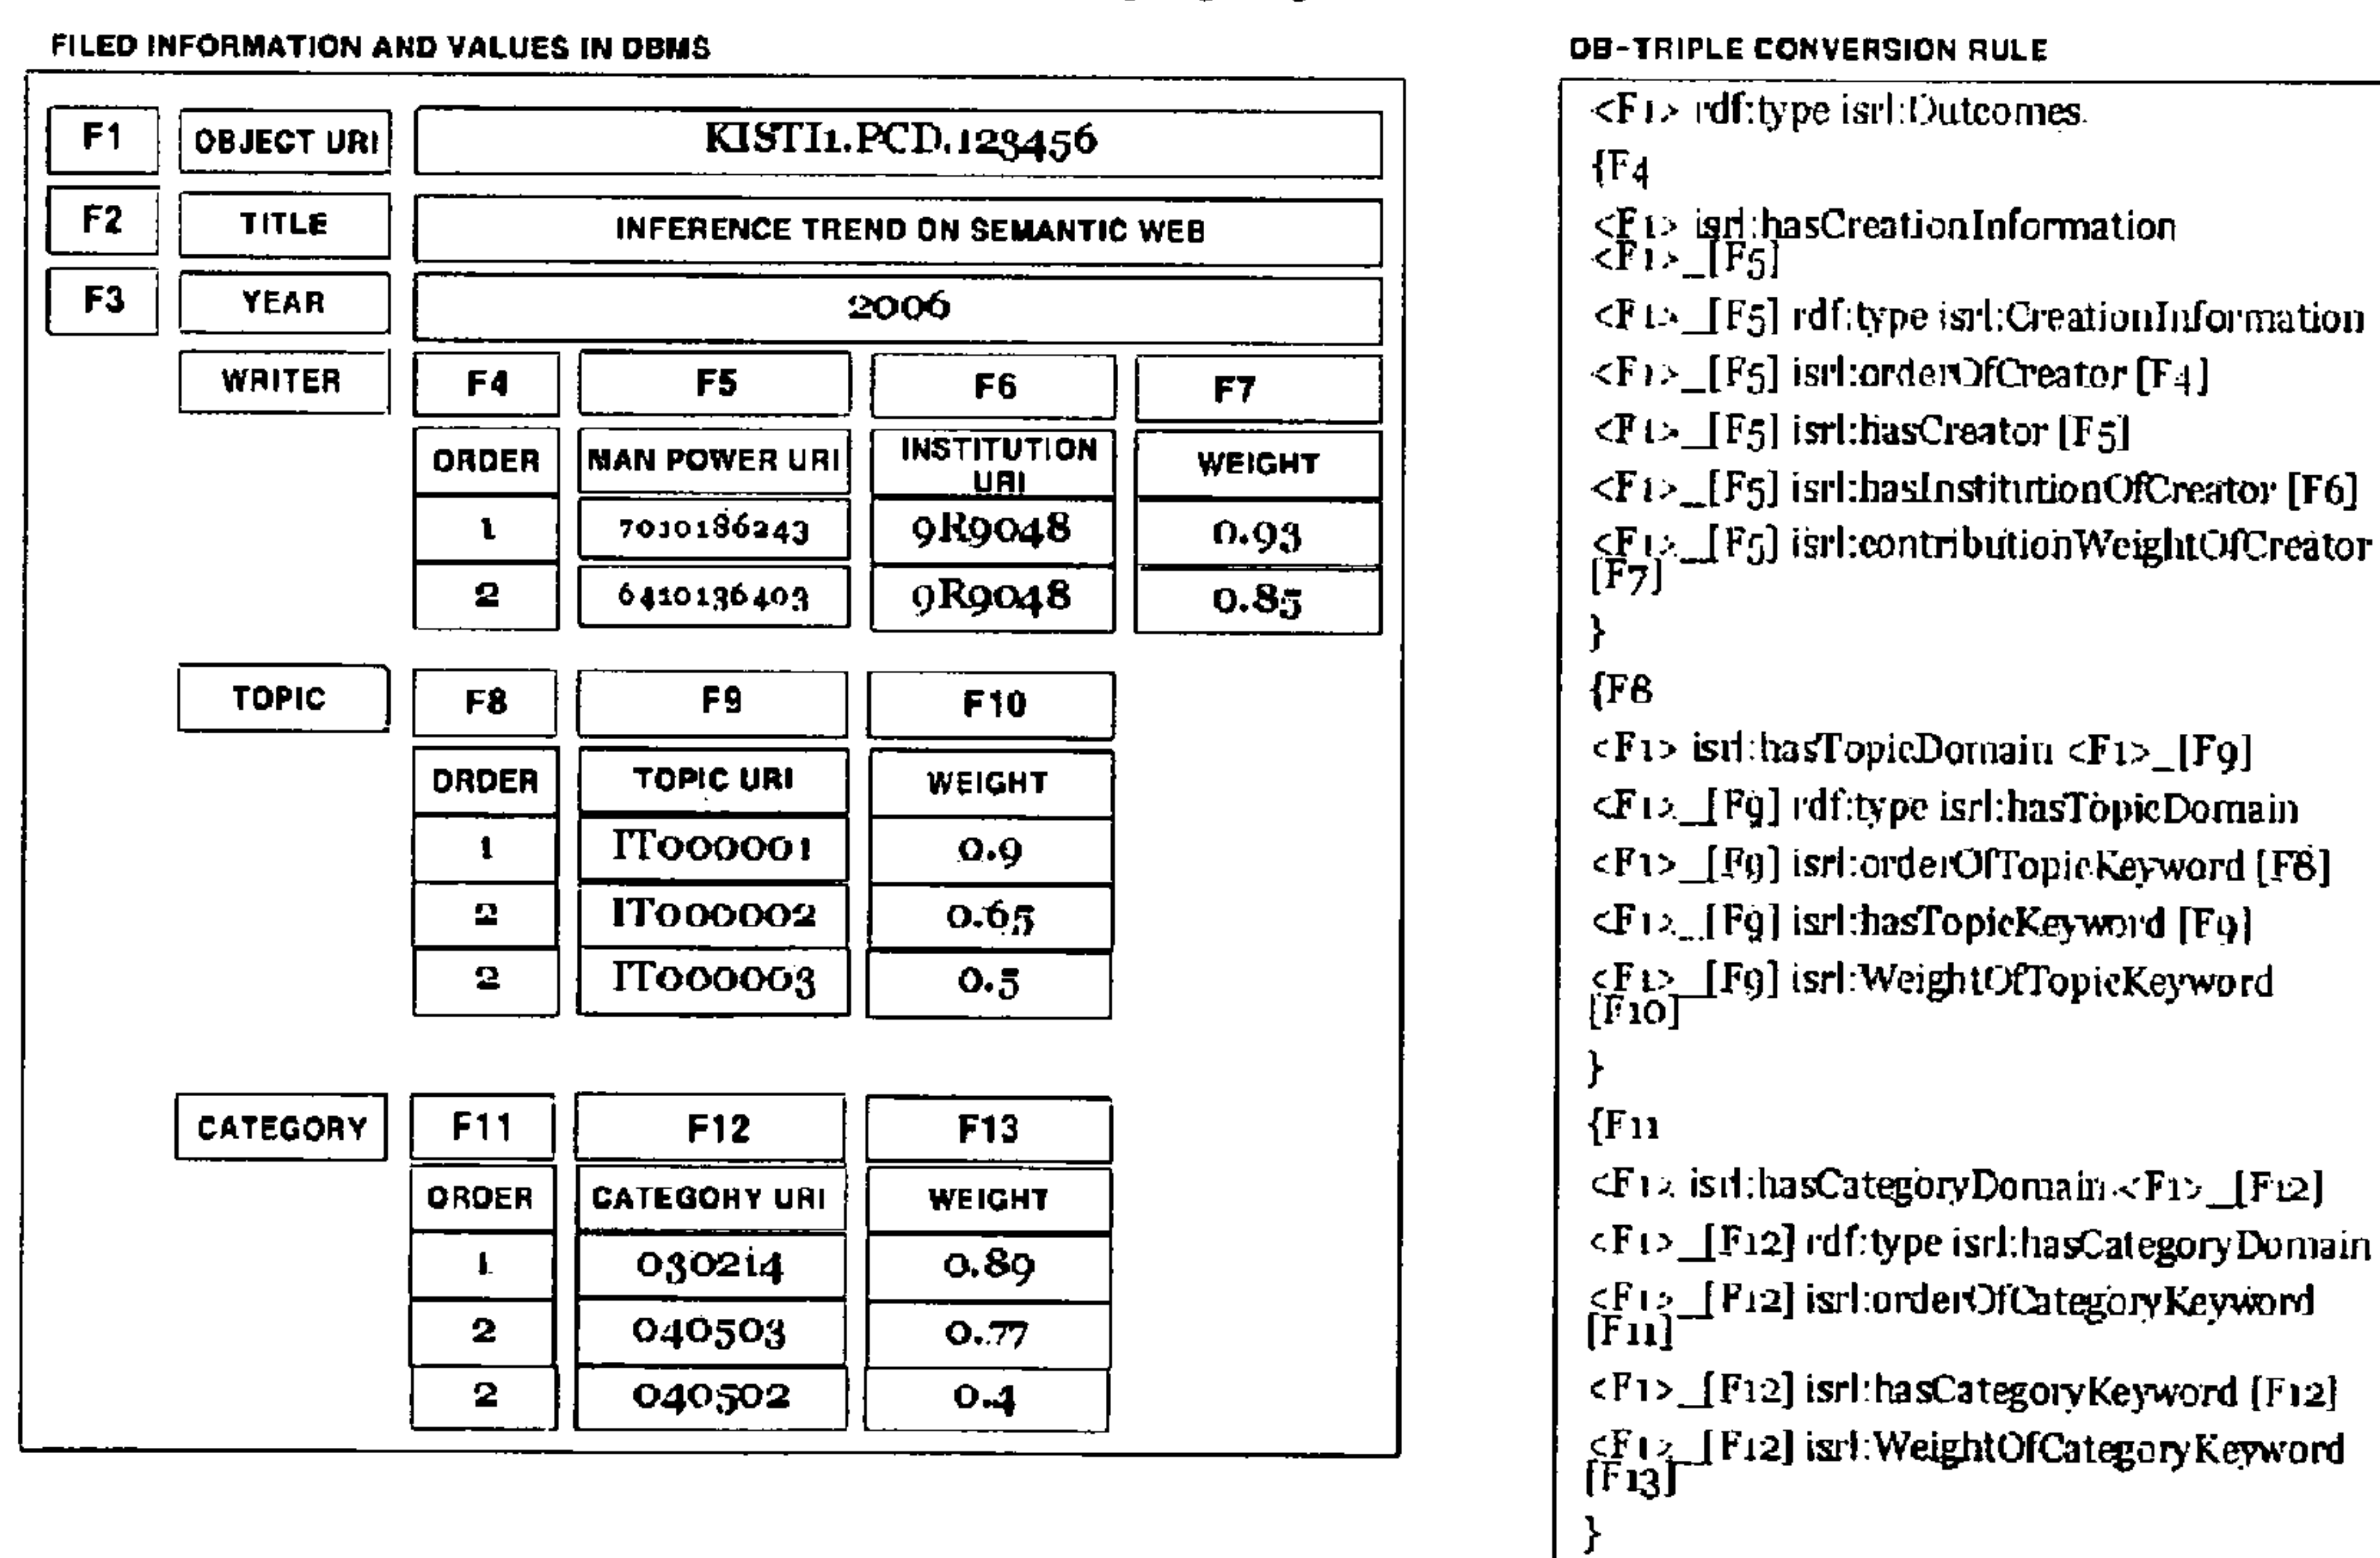 FILED INFORMATION AND VALUES IN DBMS
F1 OBJECT URI KISTI1.PCD.123456
F2 TITLE INFERENCE TREND ON SEMANTIC WEB
F3 YEAR 2006
WRITER F4 F5 F6 F7
ORDER MAN POWER URI INSTITUTION URI WEIGHT
1 7010186243 9R9048 0.93
2 6410136403 9R9048 0.85
TOPIC F8 F9 F10
ORDER TOPIC URI WEIGHT
1 IT000001 0.9
2 IT000002 0.65
2 IT000003 0.5
CATEGORY F11 F12 F13
ORDER CATEGORY URI WEIGHT
1 030214 0.89
2 040503 0.77
2 040502 0.4
DB-TRIPLE CONVERSION RULE
<F1> rdf:type isrl:Outcomes
{F4
<F1> isrl:hasCreationInformation
<F1>_[F5]
<F1>_[F5] rdf:type isrl:CreationInformation
<F1>_[F5] isrl:orderOfCreator [F4]
<F1>_[F5] isrl:hasCreator [F5]
<F1>_[F5] isrl:hasInstitutionOfCreator [F6]
<F1>_[F5] isrl:contributionWeightOfCreator
[F7]
}
{F8
<F1> isrl:hasTopicDomain <F1>_[F9]
<F1>_[F9] rdf:type isrl:hasTopicDomain
<F1>_[F9] isrl:orderOfTopicKeyword [F8]
<F1>_[F9] isrl:hasTopicKeyword [F9]
<F1>_[F9] isrl:WeightOfTopicKeyword
[F10]
}
{F11
<F1> isrl:hasCategoryDomain <F1>_[F12]
<F1>_[F12] rdf:type isrl:hasCategoryDomain
<F1>_[F12] isrl:orderOfCategoryKeyword
[F11]
<F1>_[F12] isrl:hasCategoryKeyword [F12]
<F1>_[F12] isrl:WeightOfCategoryKeyword
[F13]
}